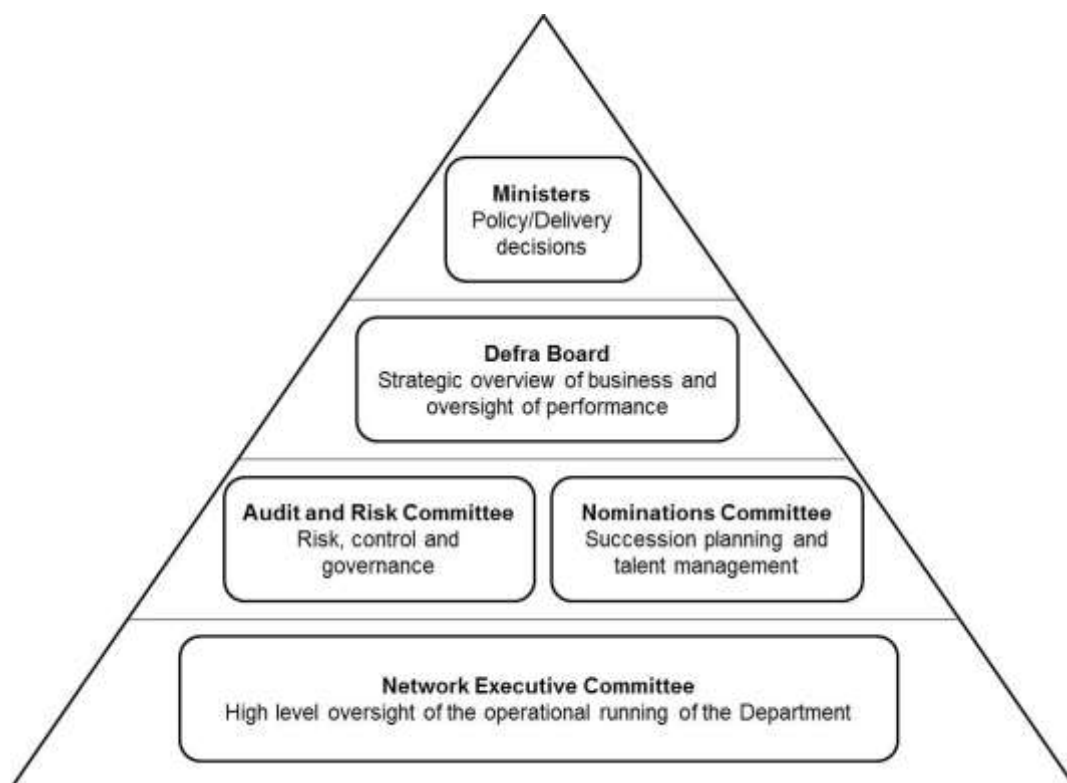 Ministers
Policy/Delivery
decisions
Defra Board
Strategic overview of business and
oversight of performance
Audit and Risk Committee
Risk, control and
governance
Nominations Committee
Succession planning and
talent management
Network Executive Committee
High level oversight of the operational running of the Department